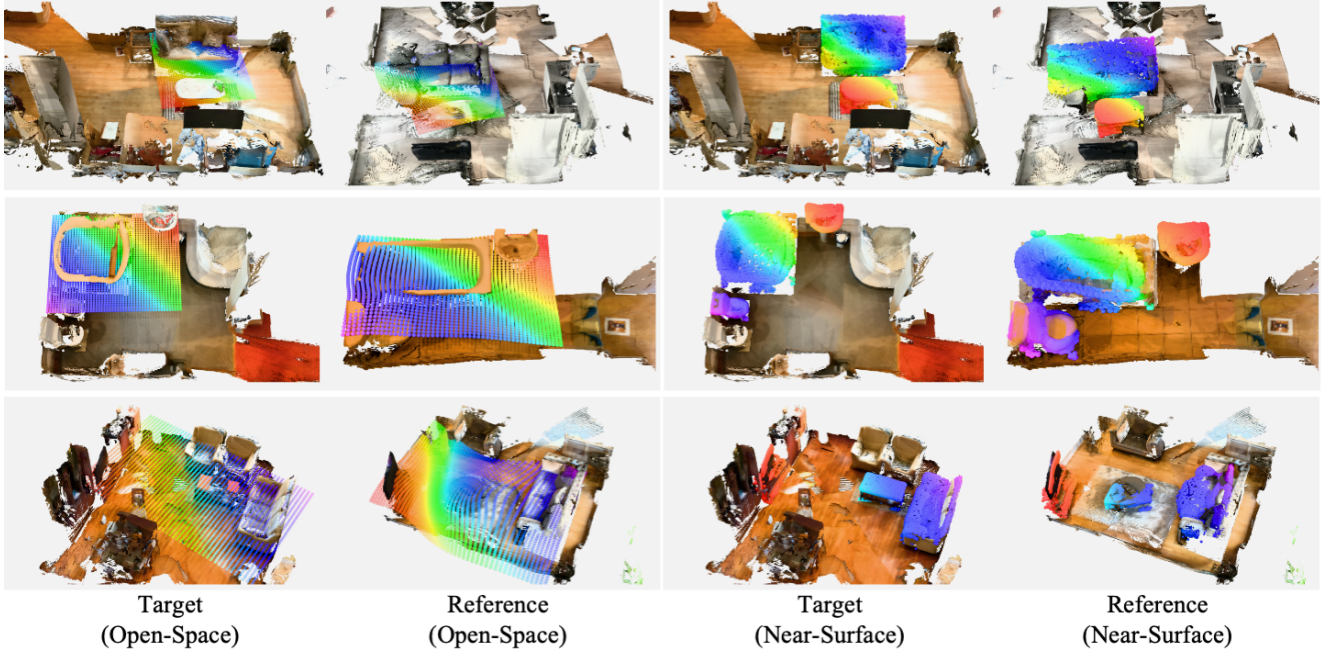 Target
(Open-Space)
Reference
(Open-Space)
Target
(Near-Surface)
Reference
(Near-Surface)